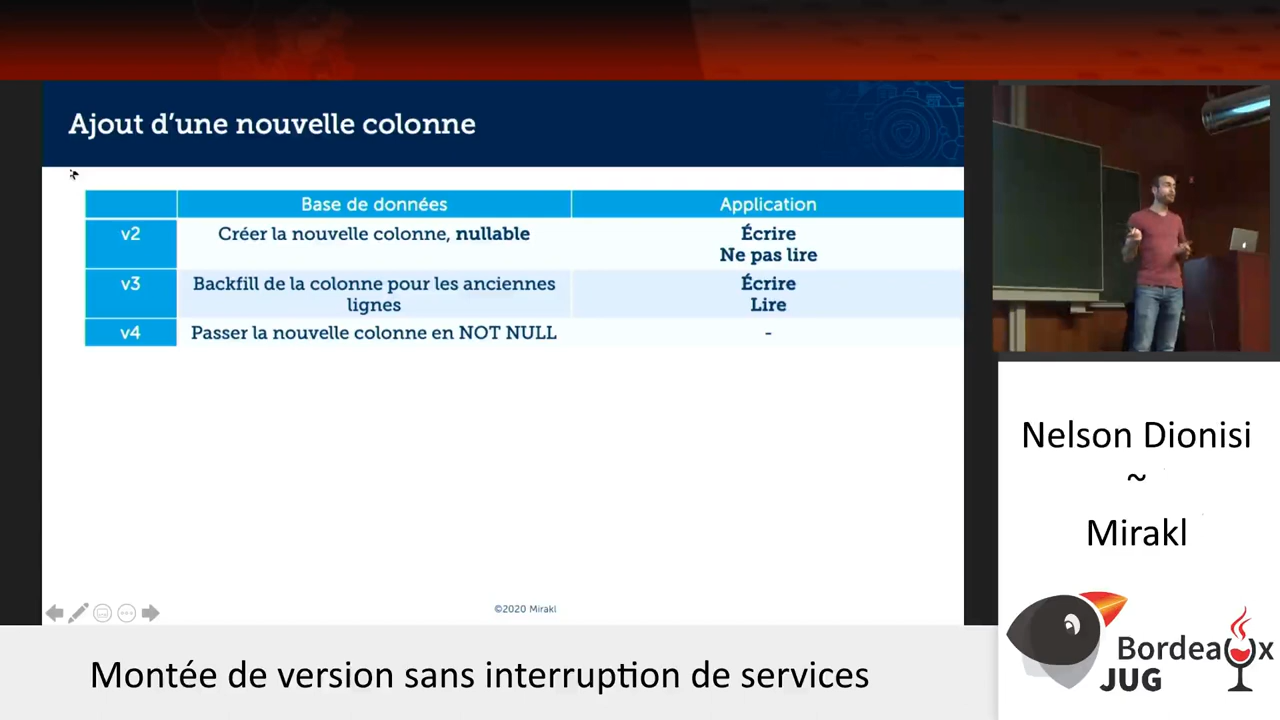 Ajout d’une nouvelle colonne
Base de données Application
v2 Créer la nouvelle colonne, nullable Écrire
Ne pas lire
v3 Backfill de la colonne pour les anciennes Écrire
lignes Lire
v4 Passer la nouvelle colonne en NOT NULL -
©2020 Mirakl
Nelson Dionisi
~
Mirakl
Bordeaux
JUG
Montée de version sans interruption de services